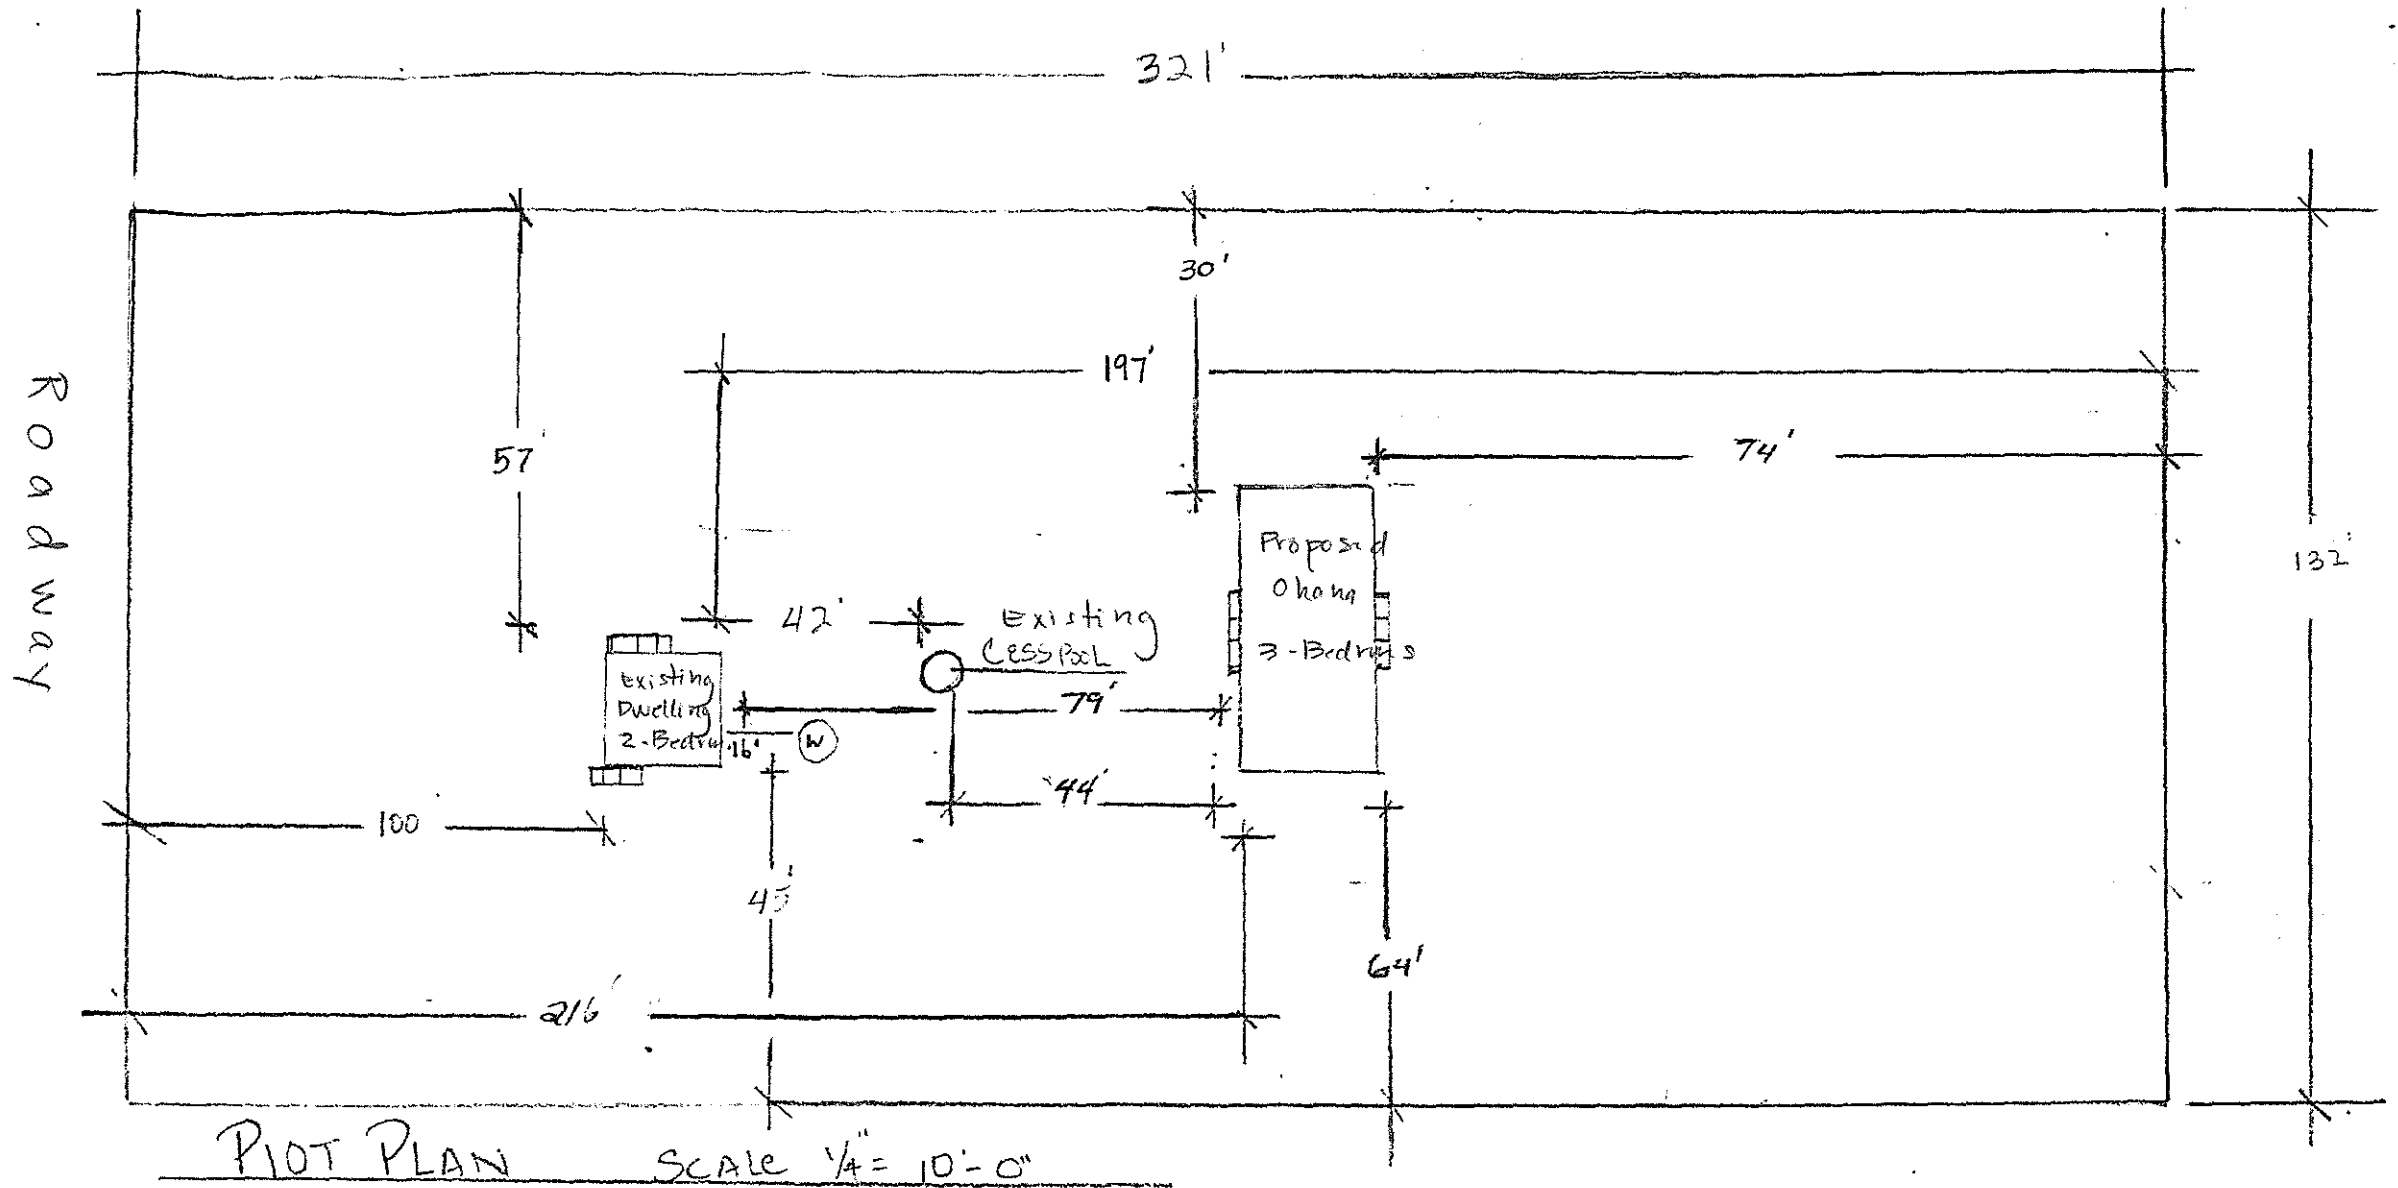 321'
30'
197'
74'
57'
132'
Roadway
42'
Existing
CESSPOOL
Proposed
Ohana
3-Bedrms
Existing
Dwelling
2-Bedrm
79'
16'
W
44'
100
45'
64'
216'
PLOT PLAN SCALE 1/4" = 10'-0"